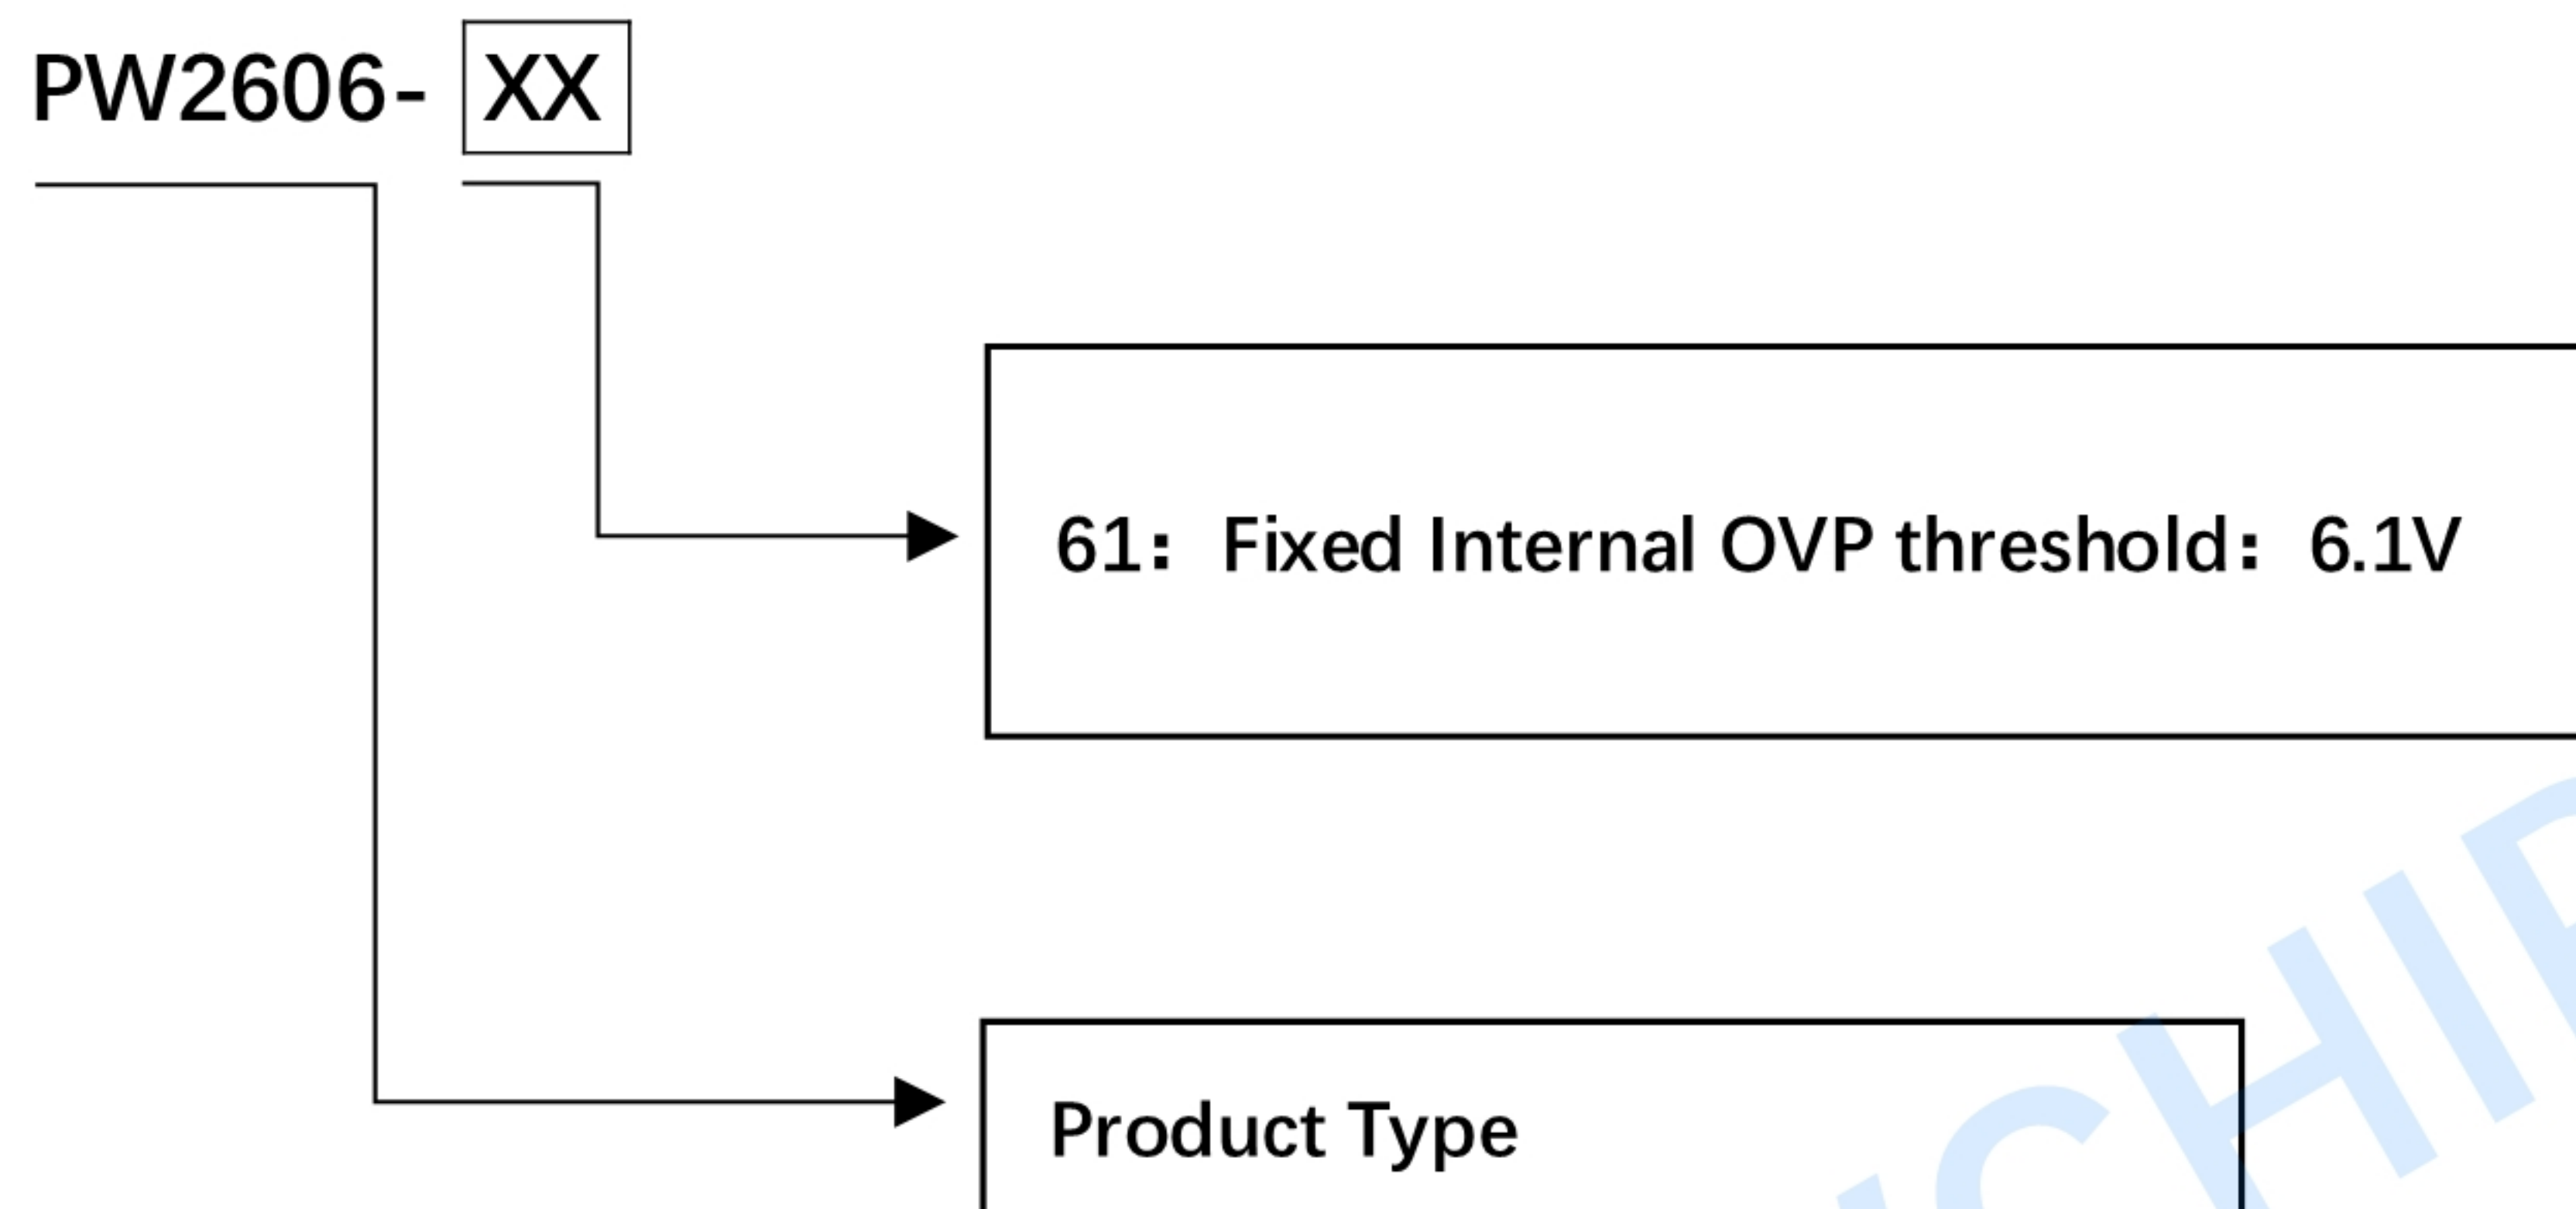 PW2606- XX
61： Fixed Internal OVP threshold： 6.1V
Product Type